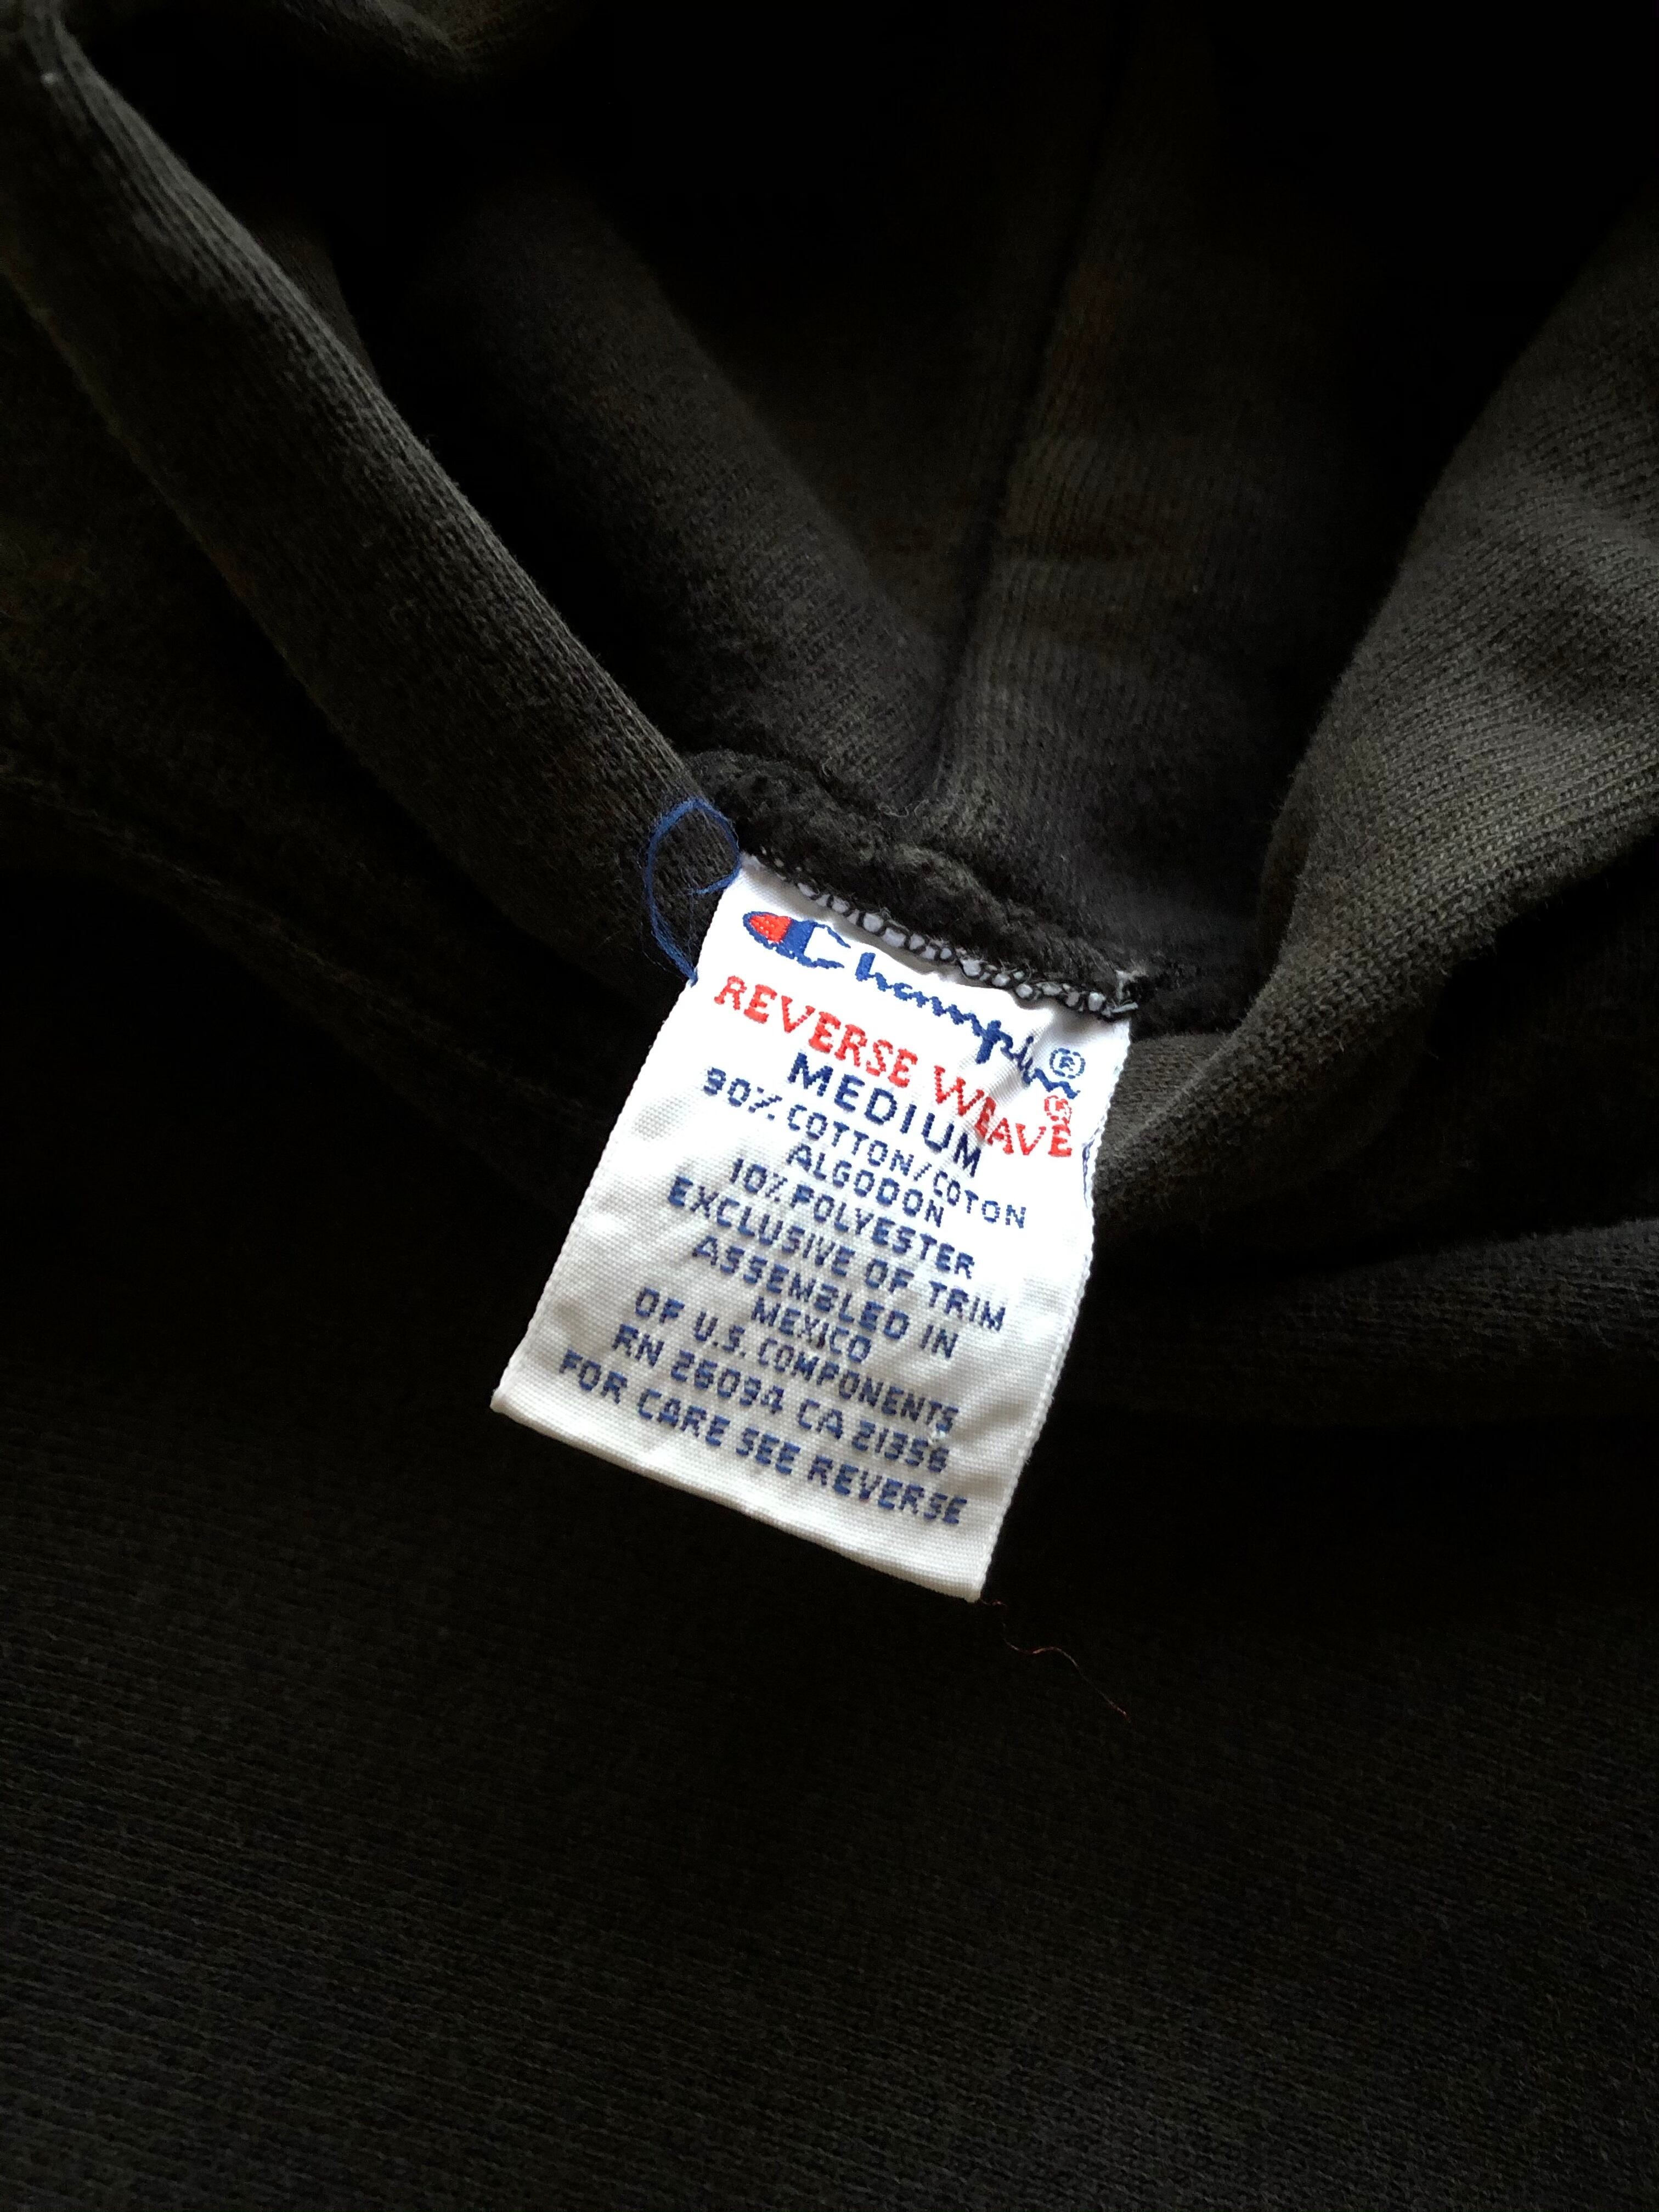 Champion®
REVERSE WEAVE®
MEDIUM
90% COTTON/COTON
ALGODON
10% POLYESTER
EXCLUSIVE OF TRIM
ASSEMBLED IN
MEXICO
OF U.S. COMPONENTS
RN 26094 CA 21358
FOR CARE SEE REVERSE